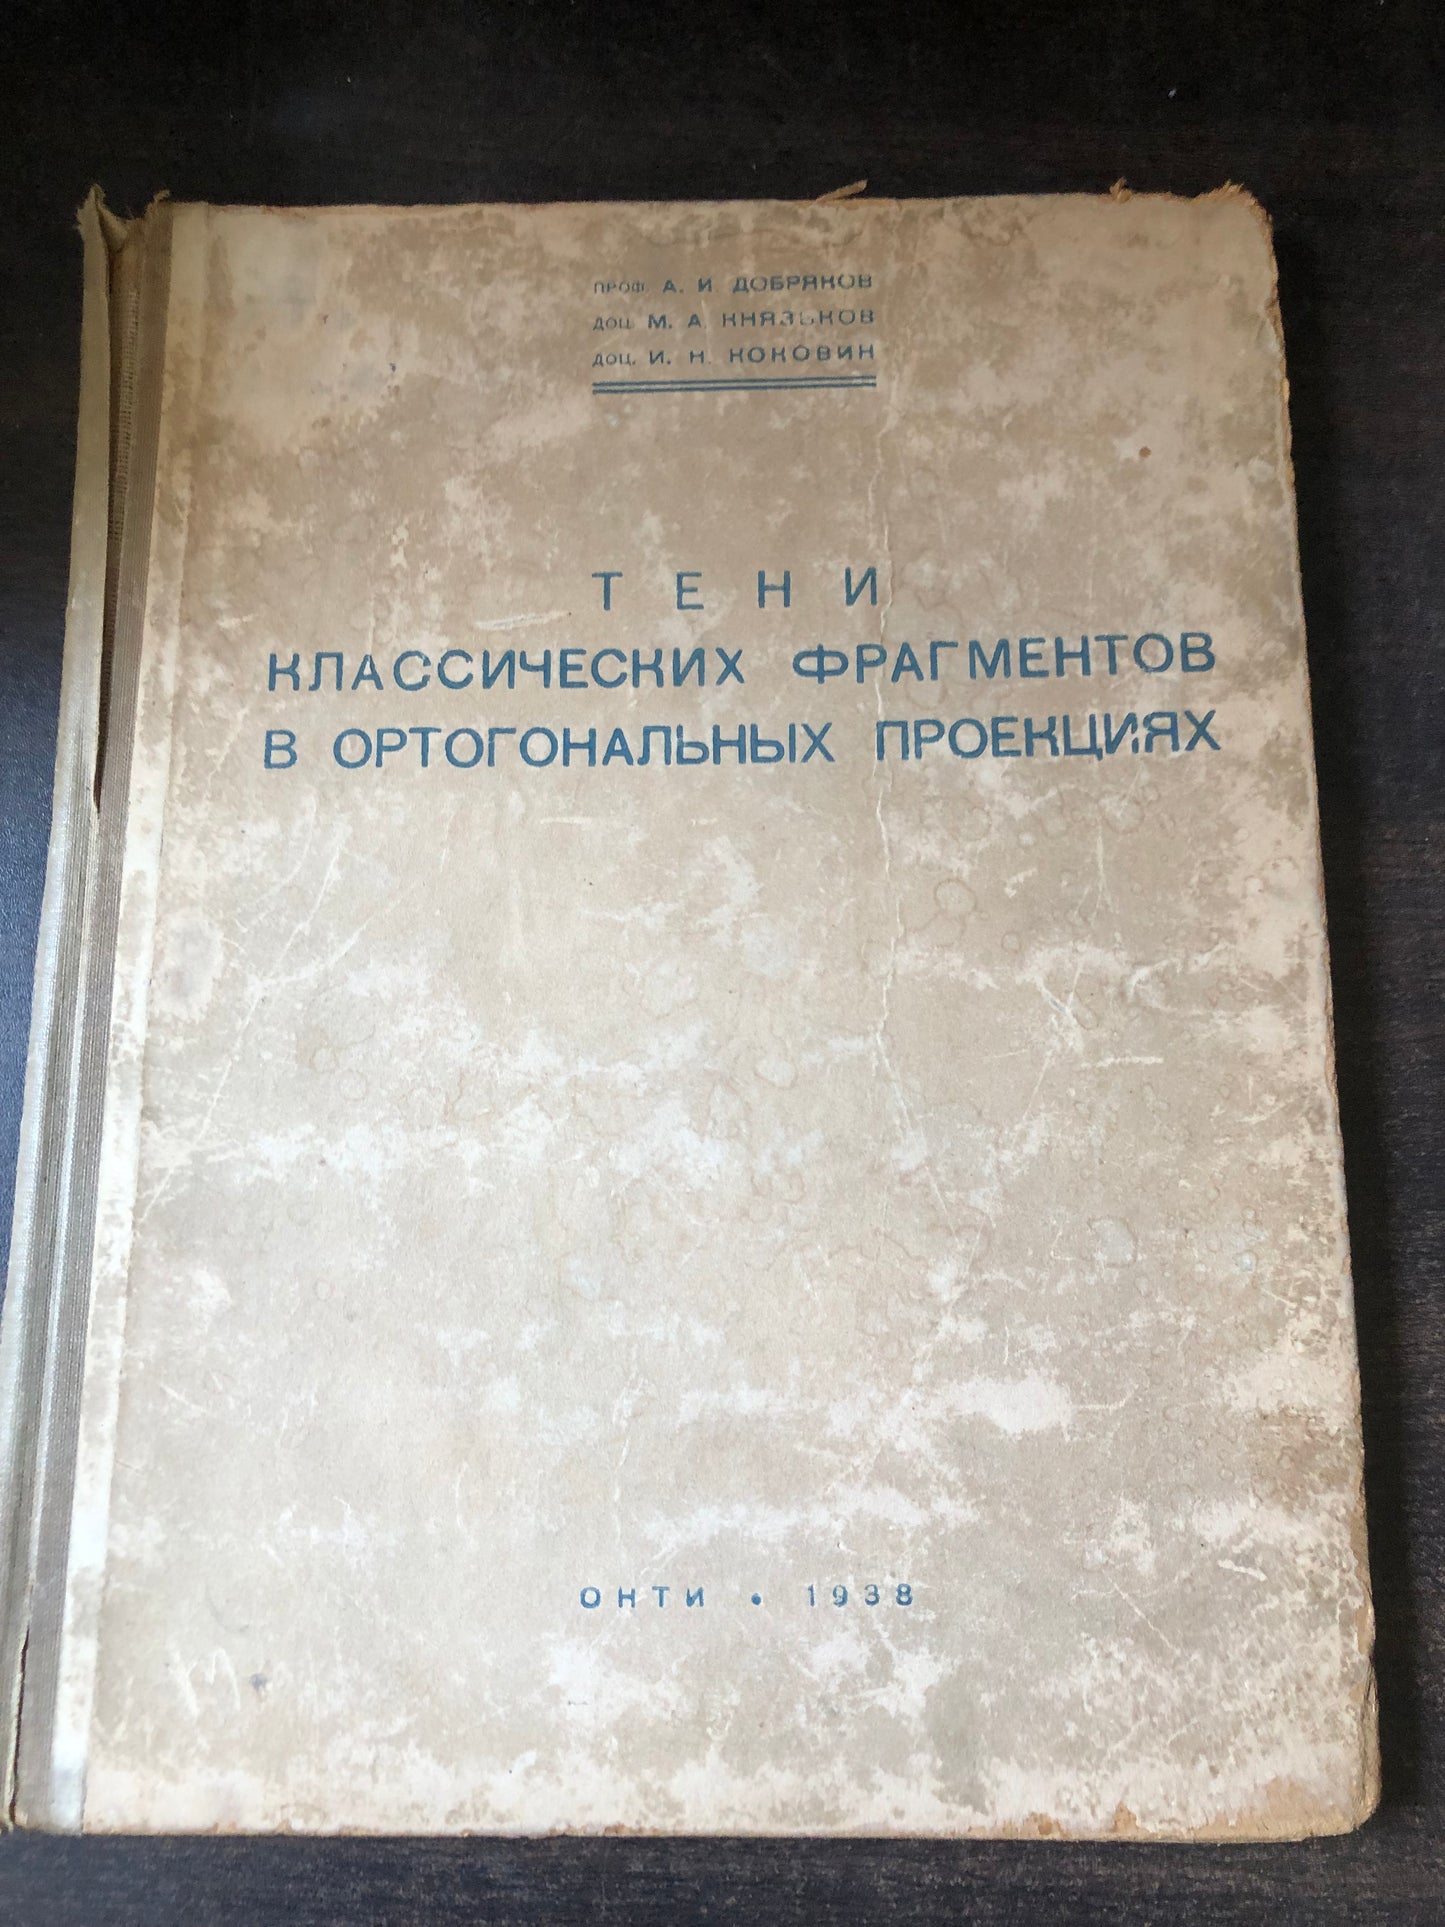 ПРОФ. А. И. ДОБРЯКОВ
ДОЦ. М. А. КНЯЗЬКОВ
ДОЦ. И. Н. КОКОВИН
ТЕНИ
КЛАССИЧЕСКИХ ФРАГМЕНТОВ
В ОРТОГОНАЛЬНЫХ ПРОЕКЦИЯХ
ОНТИ • 1938